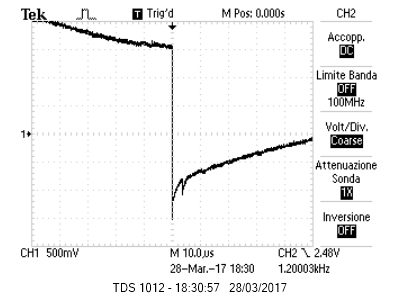 Tek T Trig'd M Pos: 0.000s CH2
Accopp.
DC
Limite Banda
OFF
100MHz
Volt/Div.
Coarse
1
Attenuazione
Sonda
1X
Inversione
OFF
CH1 500mV M 10.0µs CH2 2.48V
28-Mar.-17 18:30 1.20003kHz
TDS 1012 - 18:30:57 28/03/2017